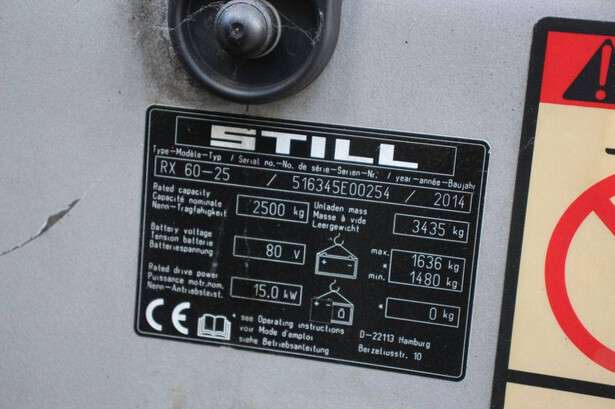 STILL
Type-Modèle-Typ / Serial no.-No. de série-Serien-Nr. / year-année-Baujahr
RX 60-25 / 516345E00254 / 2014
Rated capacity
Capacité nominale
Nenn-Tragfähigkeit
2500 kg
Unladen mass
Masse à vide
Leergewicht
3435 kg
Battery voltage
Tension batterie
Batteriespannung
80 V
max. 1636 kg
*
min. 1480 kg
Rated drive power
Puissance motr.nom.
Nenn-Antriebsleist.
15.0 kW
* 0 kg
CE
* see Operating instructions
voir Mode d'emploi
siehe Betriebsanleitung
D-22113 Hamburg
Berzeliusstr. 10